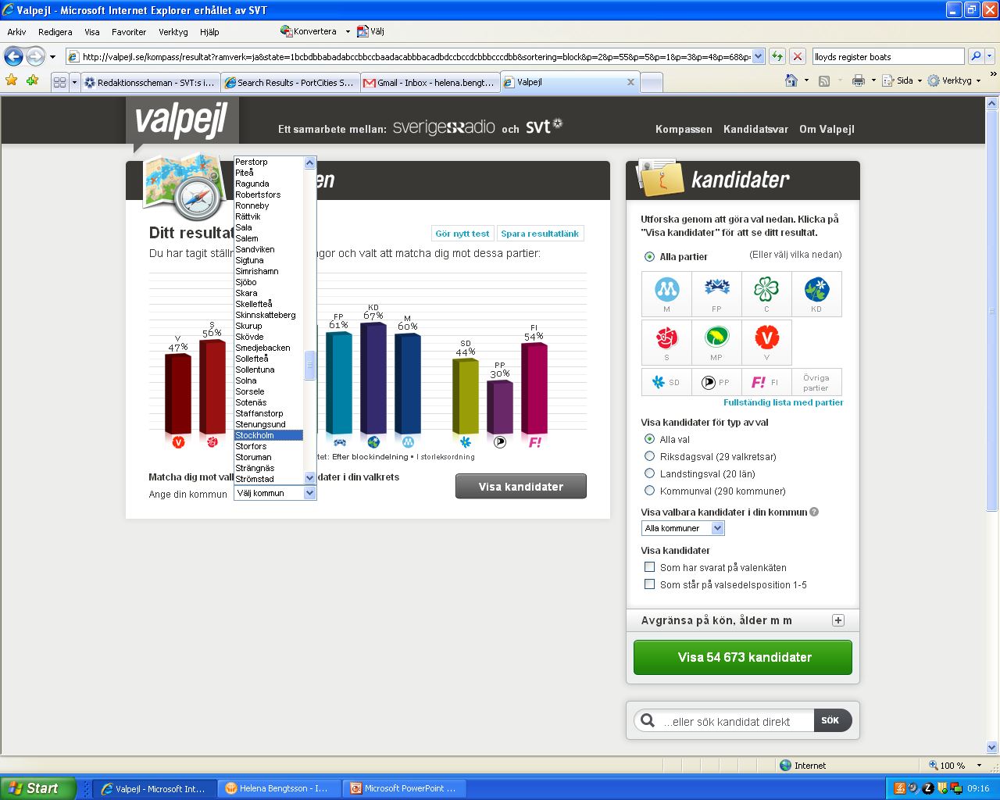 Valpejl - Microsoft Internet Explorer erhållet av SVT
Arkiv Redigera Visa Favoriter Verktyg Hjälp Konvertera Välj
http://valpejl.se/kompass/resultat?ramverk=ja&state=1bcbdbbabadabccbbccbaadacabbbacadbdccbccdcbbbcccdbb&sortering=block&p=2&p=55&p=5&p=1&p=3&p=4&p=68&p=
lloyds register boats
Redaktionsscheman - SVT:s i...
Search Results - PortCities S...
Gmail - Inbox - helena.bengt...
Valpejl
Sida Verktyg
valpejl
Ett samarbete mellan: sverigesradio och svt
Kompassen Kandidatsvar Om Valpejl
en
Ditt resultat
Gör nytt test
Spara resultatlänk
Du har tagit ställn
gor och valt att matcha dig mot dessa partier:
V
47%
S
56%
FP
61%
KD
67%
M
60%
SD
44%
PP
30%
FI
54%
F!
tet: Efter blockindelning • I storleksordning
Matcha dig mot val
dater i din valkrets
Ange din kommun
Välj kommun
Visa kandidater
Perstorp
Piteå
Ragunda
Robertsfors
Ronneby
Rättvik
Sala
Salem
Sandviken
Sigtuna
Simrishamn
Sjöbo
Skara
Skellefteå
Skinnskatteberg
Skurup
Skövde
Smedjebacken
Sollefteå
Sollentuna
Solna
Sorsele
Sotenäs
Staffanstorp
Stenungsund
Stockholm
Storfors
Storuman
Strängnäs
Strömstad
kandidater
Utforska genom att göra val nedan. Klicka på
"Visa kandidater" för att se ditt resultat.
Alla partier
(Eller välj vilka nedan)
M FP C KD
S MP V
SD PP F! FI Övriga partier
Fullständig lista med partier
Visa kandidater för typ av val
Alla val
Riksdagsval (29 valkretsar)
Landstingsval (20 län)
Kommunval (290 kommuner)
Visa valbara kandidater i din kommun ?
Alla kommuner
Visa kandidater
Som har svarat på valenkäten
Som står på valsedelsposition 1-5
Avgränsa på kön, ålder m m
Visa 54 673 kandidater
...eller sök kandidat direkt
SÖK
Internet
100 %
Start
Valpejl - Microsoft Int...
Helena Bengtsson - I...
Microsoft PowerPoint ...
09:16